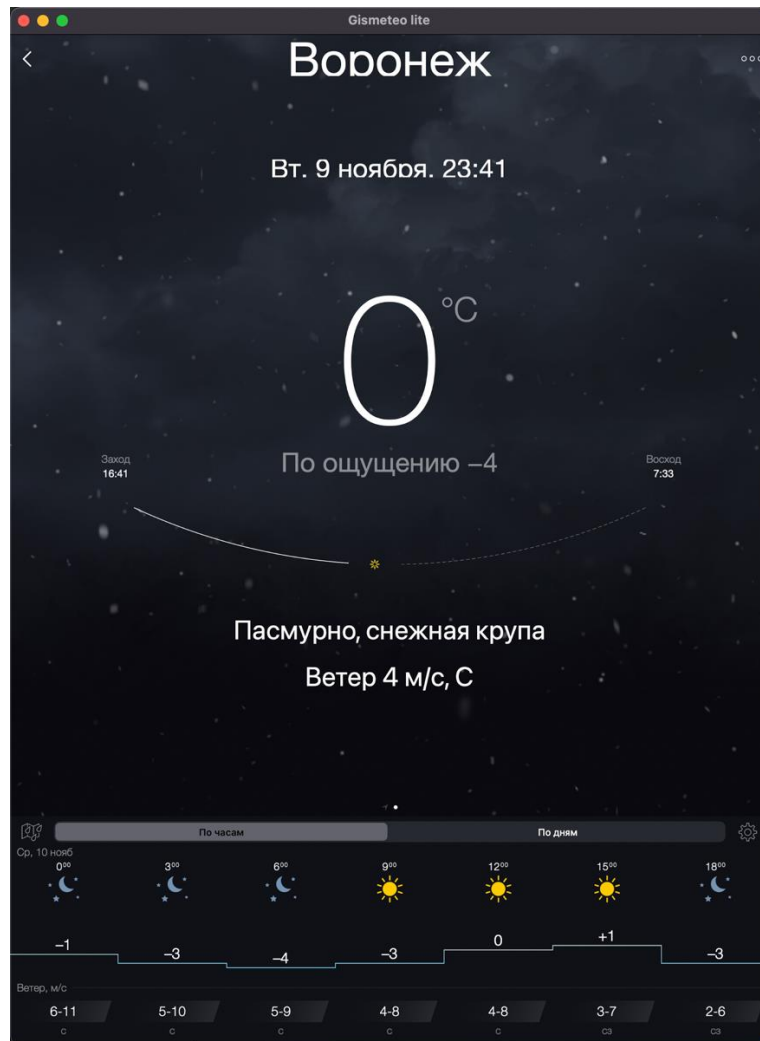 Gismeteo lite
Воронеж
Вт. 9 ноября. 23:41
0 °C
По ощущению –4
Заход
16:41
Восход
7:33
Пасмурно, снежная крупа
Ветер 4 м/с, С
По часам По дням
Ср, 10 нояб
0⁰⁰ 3⁰⁰ 6⁰⁰ 9⁰⁰ 12⁰⁰ 15⁰⁰ 18⁰⁰
–1 –3 –4 –3 0 +1 –3
Ветер, м/с
6-11 5-10 5-9 4-8 4-8 3-7 2-6
С С С С С СЗ СЗ